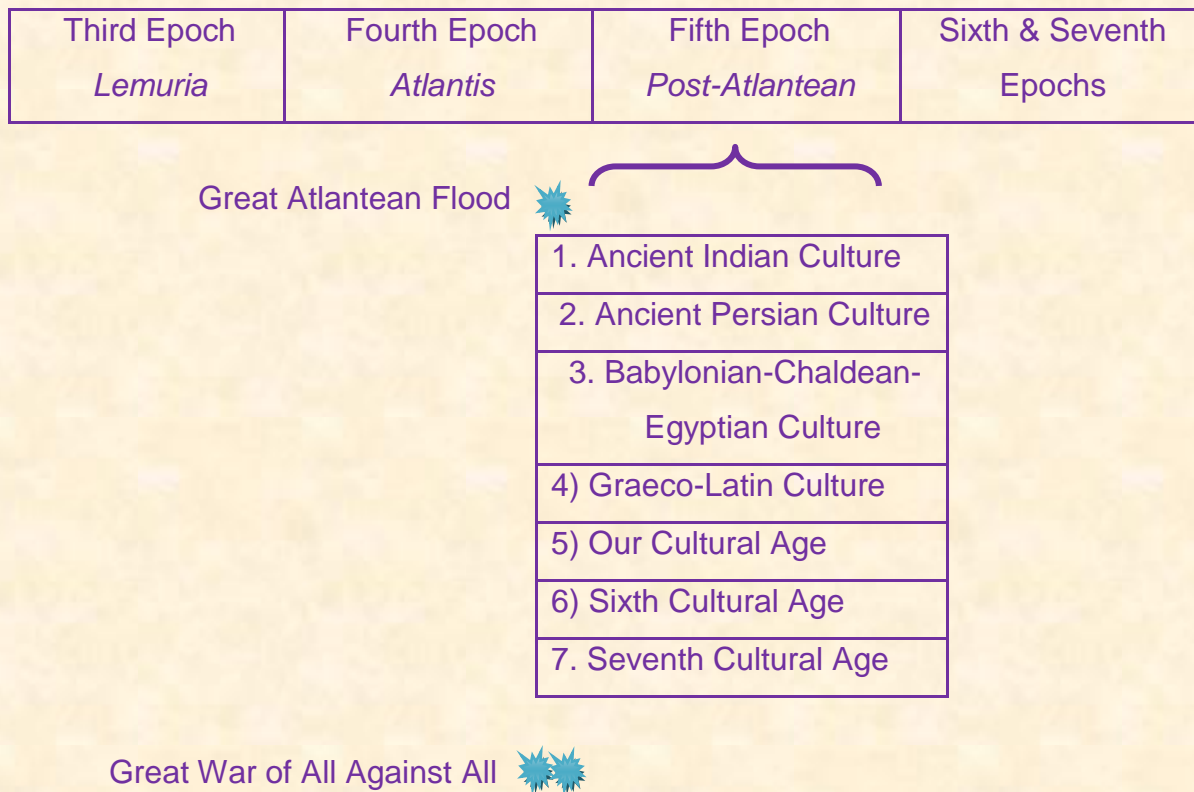 Third Epoch
Lemuria
Fourth Epoch
Atlantis
Fifth Epoch
Post-Atlantean
Sixth & Seventh
Epochs
Great Atlantean Flood
1. Ancient Indian Culture
2. Ancient Persian Culture
3. Babylonian-Chaldean-
Egyptian Culture
4) Graeco-Latin Culture
5) Our Cultural Age
6) Sixth Cultural Age
7. Seventh Cultural Age
Great War of All Against All